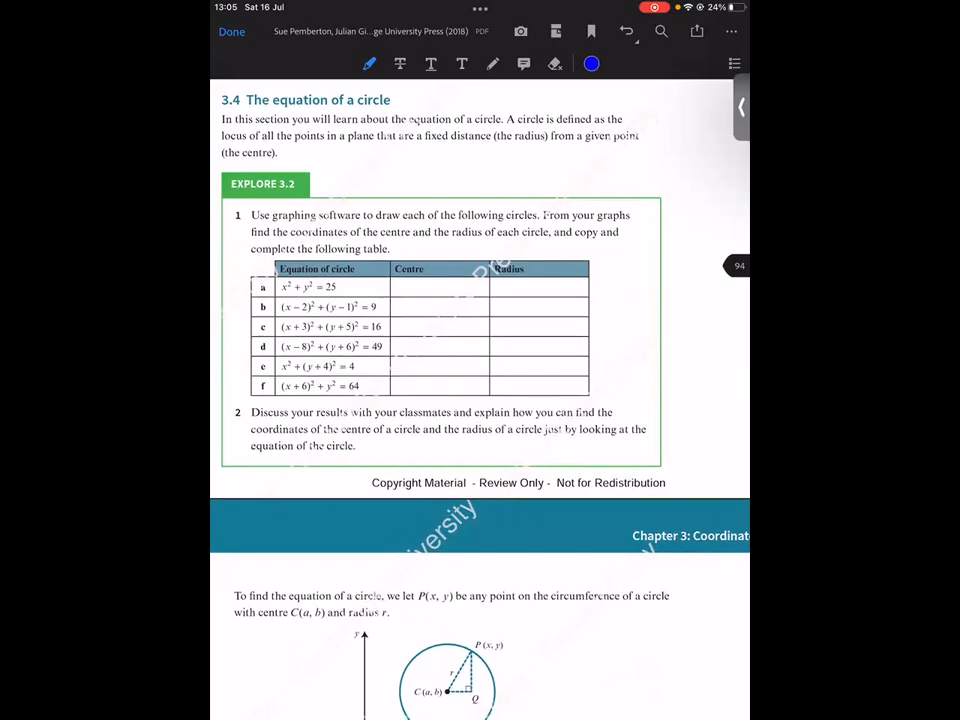 13:05 Sat 16 Jul
24%
Done
Sue Pemberton, Julian Gi...ge University Press (2018) PDF
3.4 The equation of a circle
In this section you will learn about the equation of a circle. A circle is defined as the
locus of all the points in a plane that are a fixed distance (the radius) from a given point
(the centre).
EXPLORE 3.2
1 Use graphing software to draw each of the following circles. From your graphs
find the coordinates of the centre and the radius of each circle, and copy and
complete the following table.
Equation of circle Centre Radius
a x² + y² = 25
b (x − 2)² + (y − 1)² = 9
c (x + 3)² + (y + 5)² = 16
d (x − 8)² + (y + 6)² = 49
e x² + (y + 4)² = 4
f (x + 6)² + y² = 64
94
2 Discuss your results with your classmates and explain how you can find the
coordinates of the centre of a circle and the radius of a circle just by looking at the
equation of the circle.
Copyright Material - Review Only - Not for Redistribution
Chapter 3: Coordinat
To find the equation of a circle, we let P(x, y) be any point on the circumference of a circle
with centre C(a, b) and radius r.
y
P (x, y)
r
C (a, b)
Q